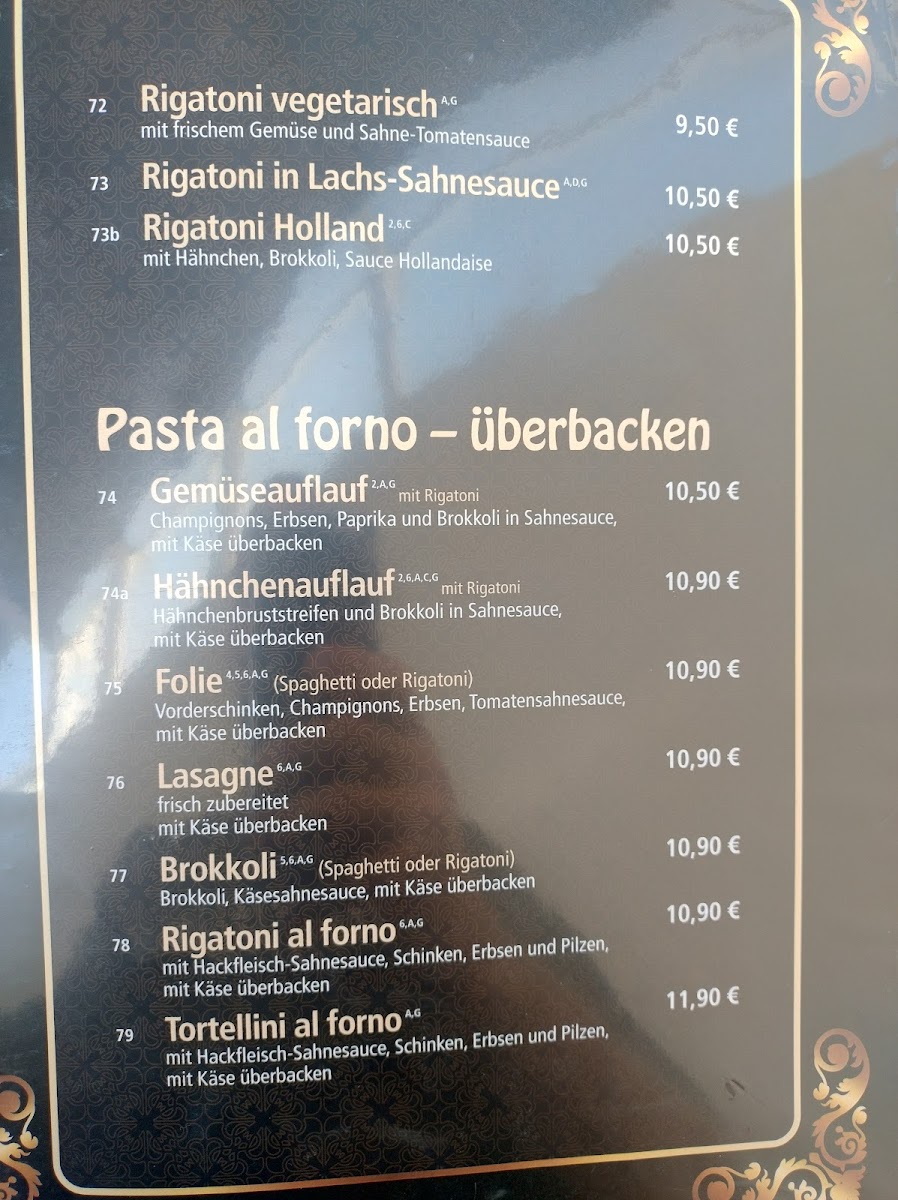 72 Rigatoni vegetarisch A,G 9,50 €
mit frischem Gemüse und Sahne-Tomatensauce
73 Rigatoni in Lachs-Sahnesauce A,D,G 10,50 €
73b Rigatoni Holland 2,6,C 10,50 €
mit Hähnchen, Brokkoli, Sauce Hollandaise
Pasta al forno – überbacken
74 Gemüseauflauf 2,A,G mit Rigatoni 10,50 €
Champignons, Erbsen, Paprika und Brokkoli in Sahnesauce,
mit Käse überbacken
74a Hähnchenauflauf 2,6,A,C,G mit Rigatoni 10,90 €
Hähnchenbruststreifen und Brokkoli in Sahnesauce,
mit Käse überbacken
75 Folie 4,5,6,A,G (Spaghetti oder Rigatoni) 10,90 €
Vorderschinken, Champignons, Erbsen, Tomatensahnesauce,
mit Käse überbacken
76 Lasagne 6,A,G 10,90 €
frisch zubereitet
mit Käse überbacken
77 Brokkoli 5,6,A,G (Spaghetti oder Rigatoni) 10,90 €
Brokkoli, Käsesahnesauce, mit Käse überbacken
78 Rigatoni al forno 6,A,G 10,90 €
mit Hackfleisch-Sahnesauce, Schinken, Erbsen und Pilzen,
mit Käse überbacken
79 Tortellini al forno A,G 11,90 €
mit Hackfleisch-Sahnesauce, Schinken, Erbsen und Pilzen,
mit Käse überbacken